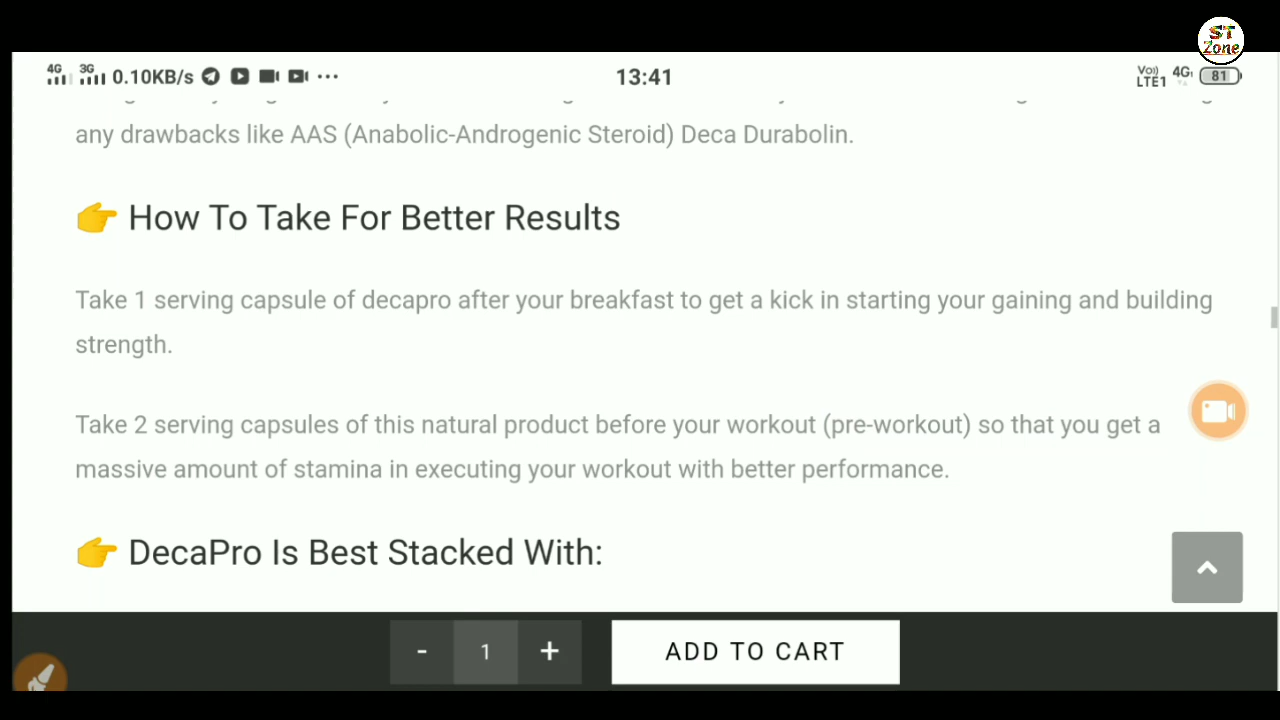 ST
Zone
4G 3G 0.10KB/s 13:41 Vo) LTE1 4G 81
any drawbacks like AAS (Anabolic-Androgenic Steroid) Deca Durabolin.
👉 How To Take For Better Results
Take 1 serving capsule of decapro after your breakfast to get a kick in starting your gaining and building
strength.
Take 2 serving capsules of this natural product before your workout (pre-workout) so that you get a
massive amount of stamina in executing your workout with better performance.
👉 DecaPro Is Best Stacked With:
- 1 + ADD TO CART